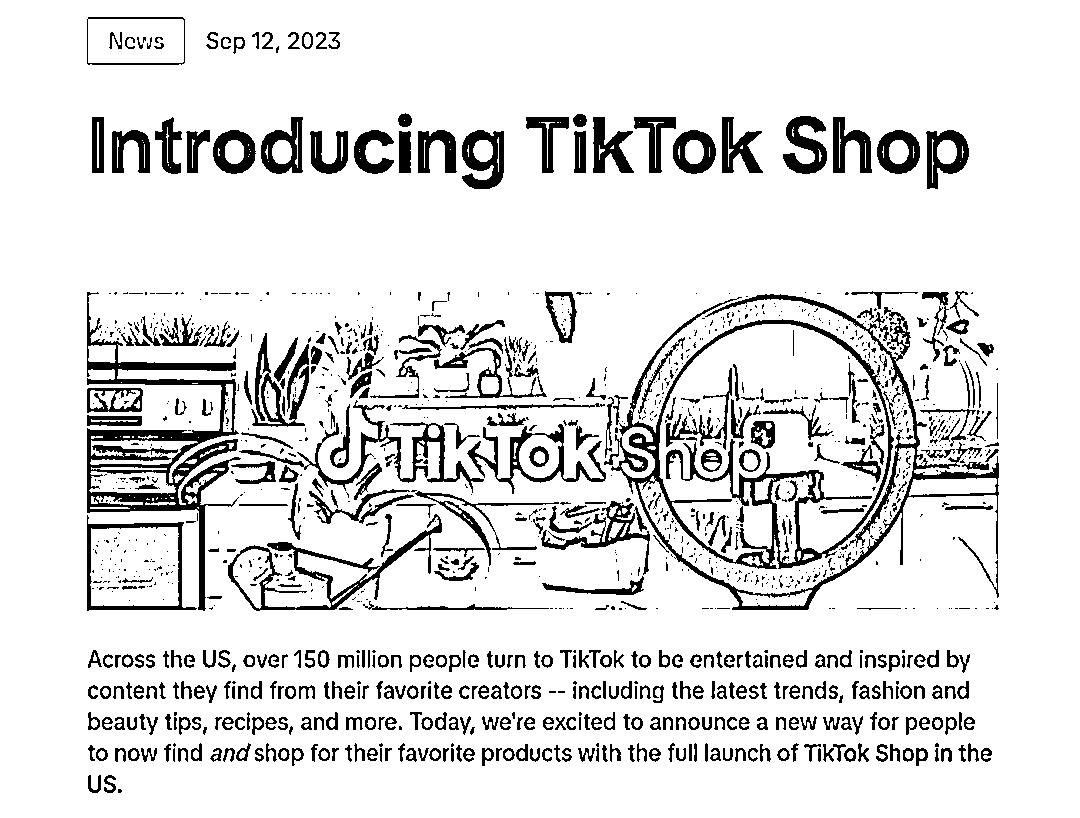 News
Sep 12, 2023
Introducing TikTok Shop
TikTok Shop
Across the US, over 150 million people turn to TikTok to be entertained and inspired by
content they find from their favorite creators -- including the latest trends, fashion and
beauty tips, recipes, and more. Today, we're excited to announce a new way for people
to now find and shop for their favorite products with the full launch of TikTok Shop in the
US.